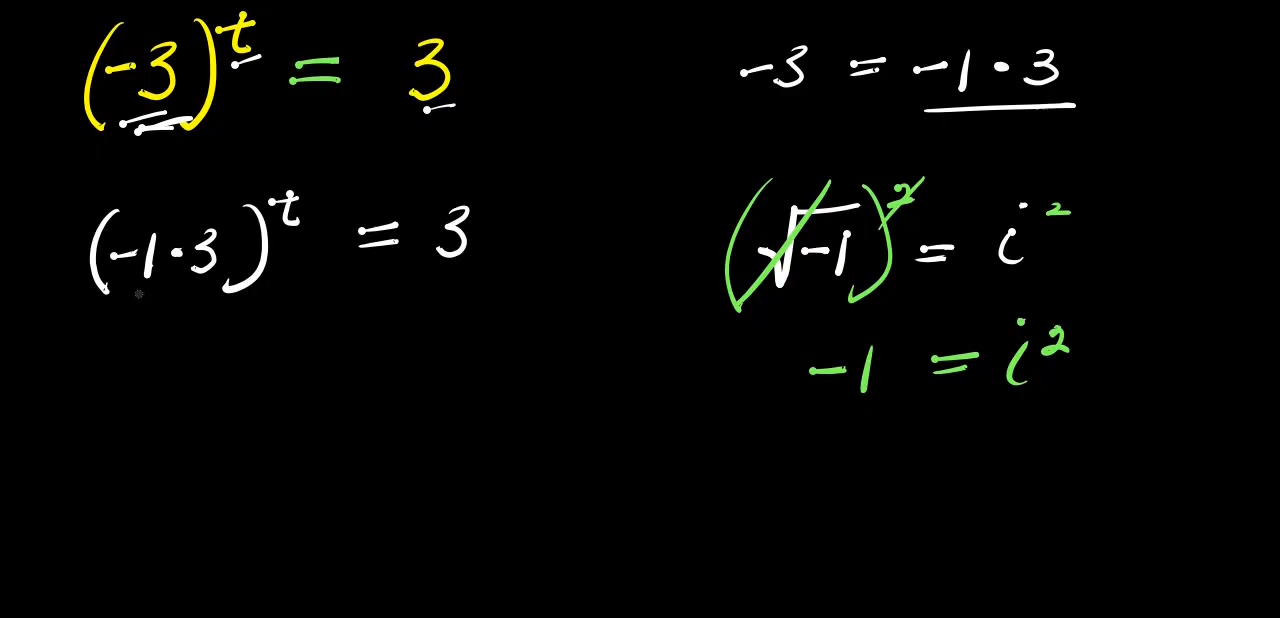 (-3)^t = 3
-3 = -1 · 3
(-1 · 3)^t = 3
(√-1)^2 = i^2
-1 = i^2